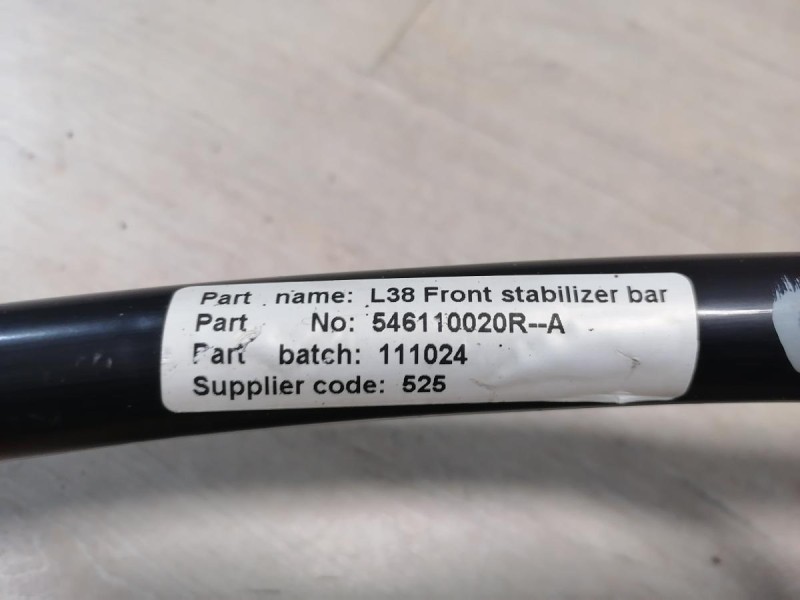 Part name: L38 Front stabilizer bar
Part No: 546110020R--A
Part batch: 111024
Supplier code: 525